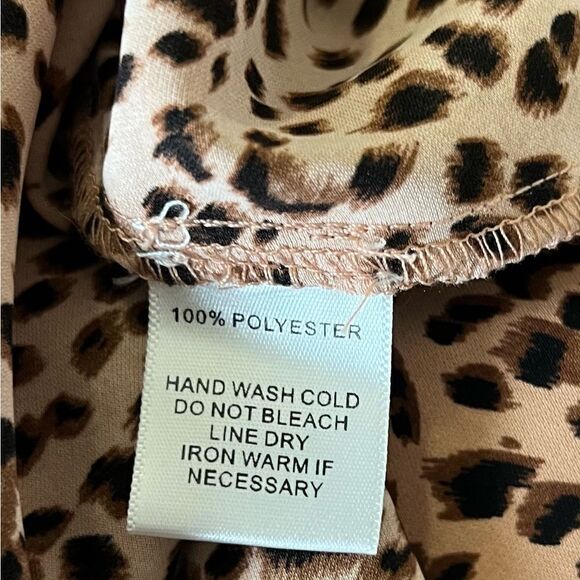 100% POLYESTER
HAND WASH COLD
DO NOT BLEACH
LINE DRY
IRON WARM IF
NECESSARY